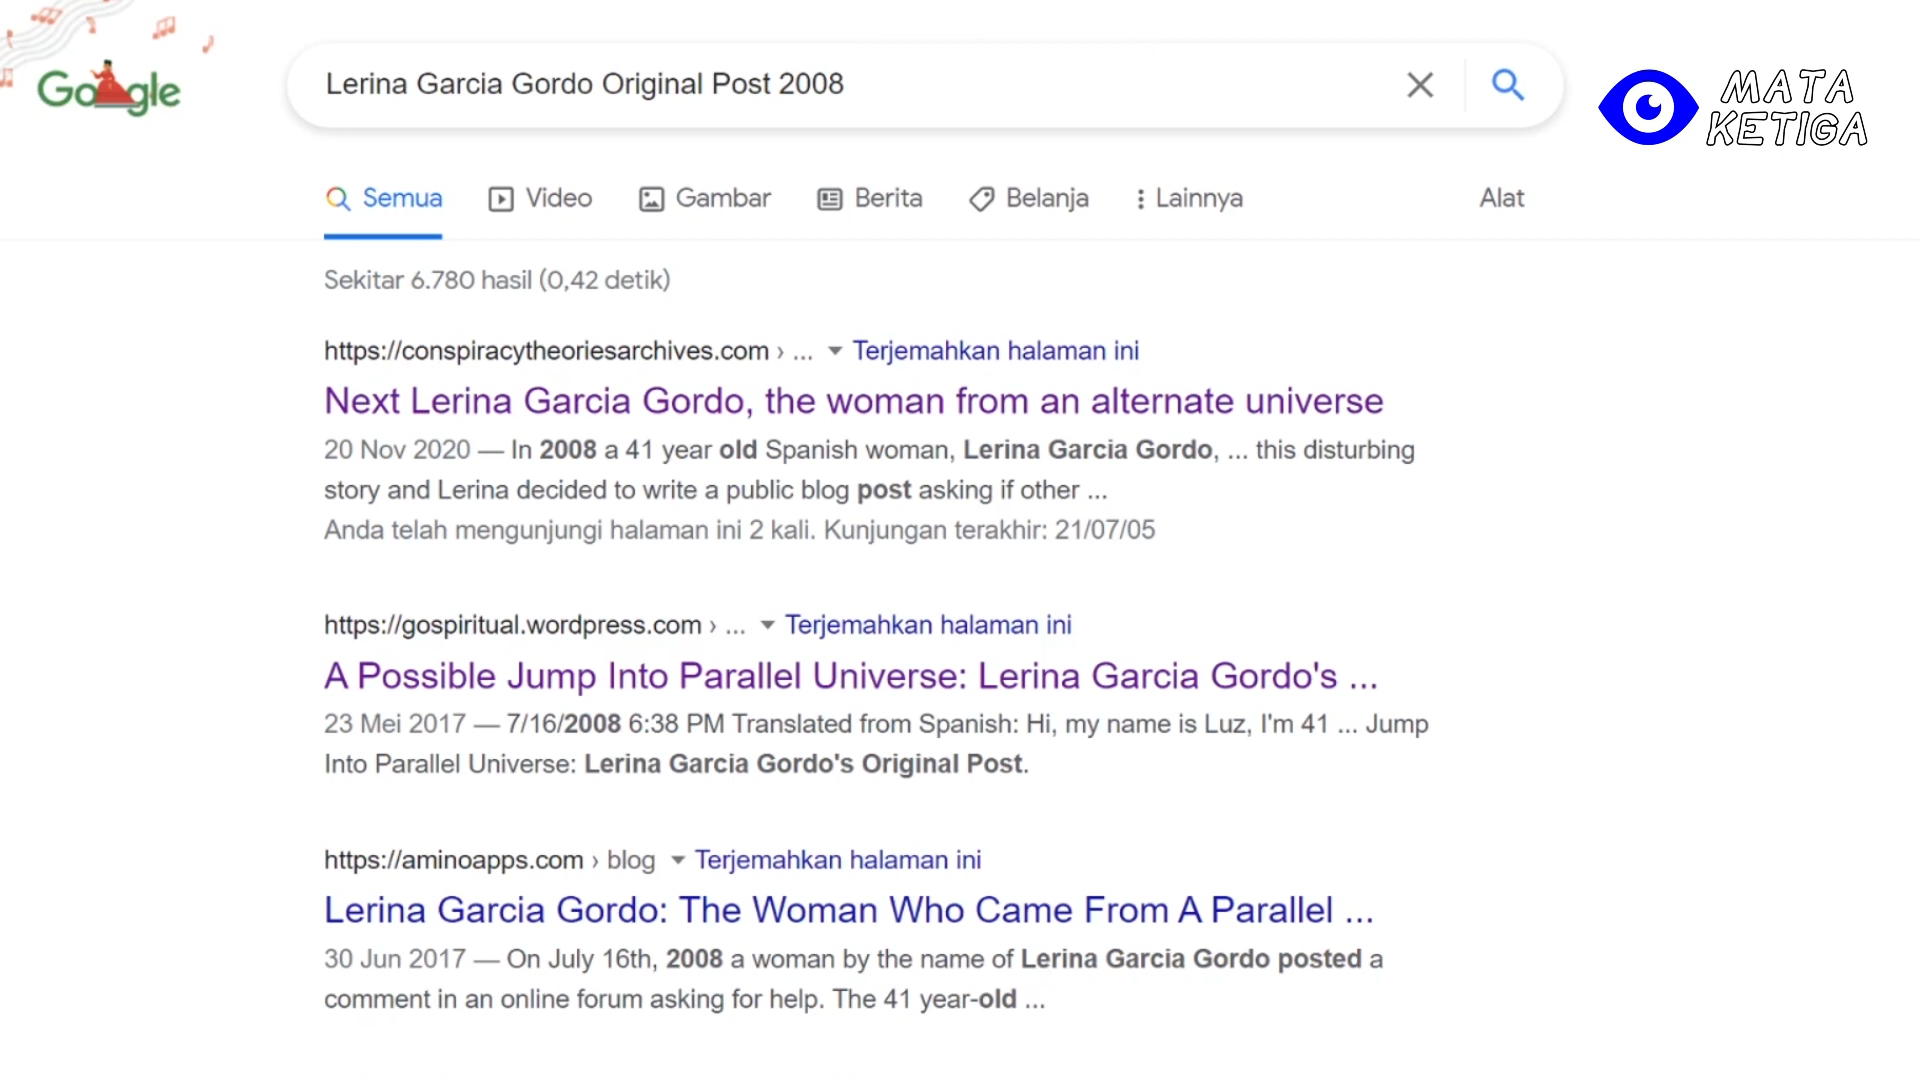 Google
Lerina Garcia Gordo Original Post 2008
MATA
KETIGA
Semua Video Gambar Berita Belanja Lainnya Alat
Sekitar 6.780 hasil (0,42 detik)
https://conspiracytheoriesarchives.com › ... Terjemahkan halaman ini
Next Lerina Garcia Gordo, the woman from an alternate universe
20 Nov 2020 — In 2008 a 41 year old Spanish woman, Lerina Garcia Gordo, ... this disturbing
story and Lerina decided to write a public blog post asking if other ...
Anda telah mengunjungi halaman ini 2 kali. Kunjungan terakhir: 21/07/05
https://gospiritual.wordpress.com › ... Terjemahkan halaman ini
A Possible Jump Into Parallel Universe: Lerina Garcia Gordo's ...
23 Mei 2017 — 7/16/2008 6:38 PM Translated from Spanish: Hi, my name is Luz, I'm 41 ... Jump
Into Parallel Universe: Lerina Garcia Gordo's Original Post.
https://aminoapps.com › blog Terjemahkan halaman ini
Lerina Garcia Gordo: The Woman Who Came From A Parallel ...
30 Jun 2017 — On July 16th, 2008 a woman by the name of Lerina Garcia Gordo posted a
comment in an online forum asking for help. The 41 year-old ...